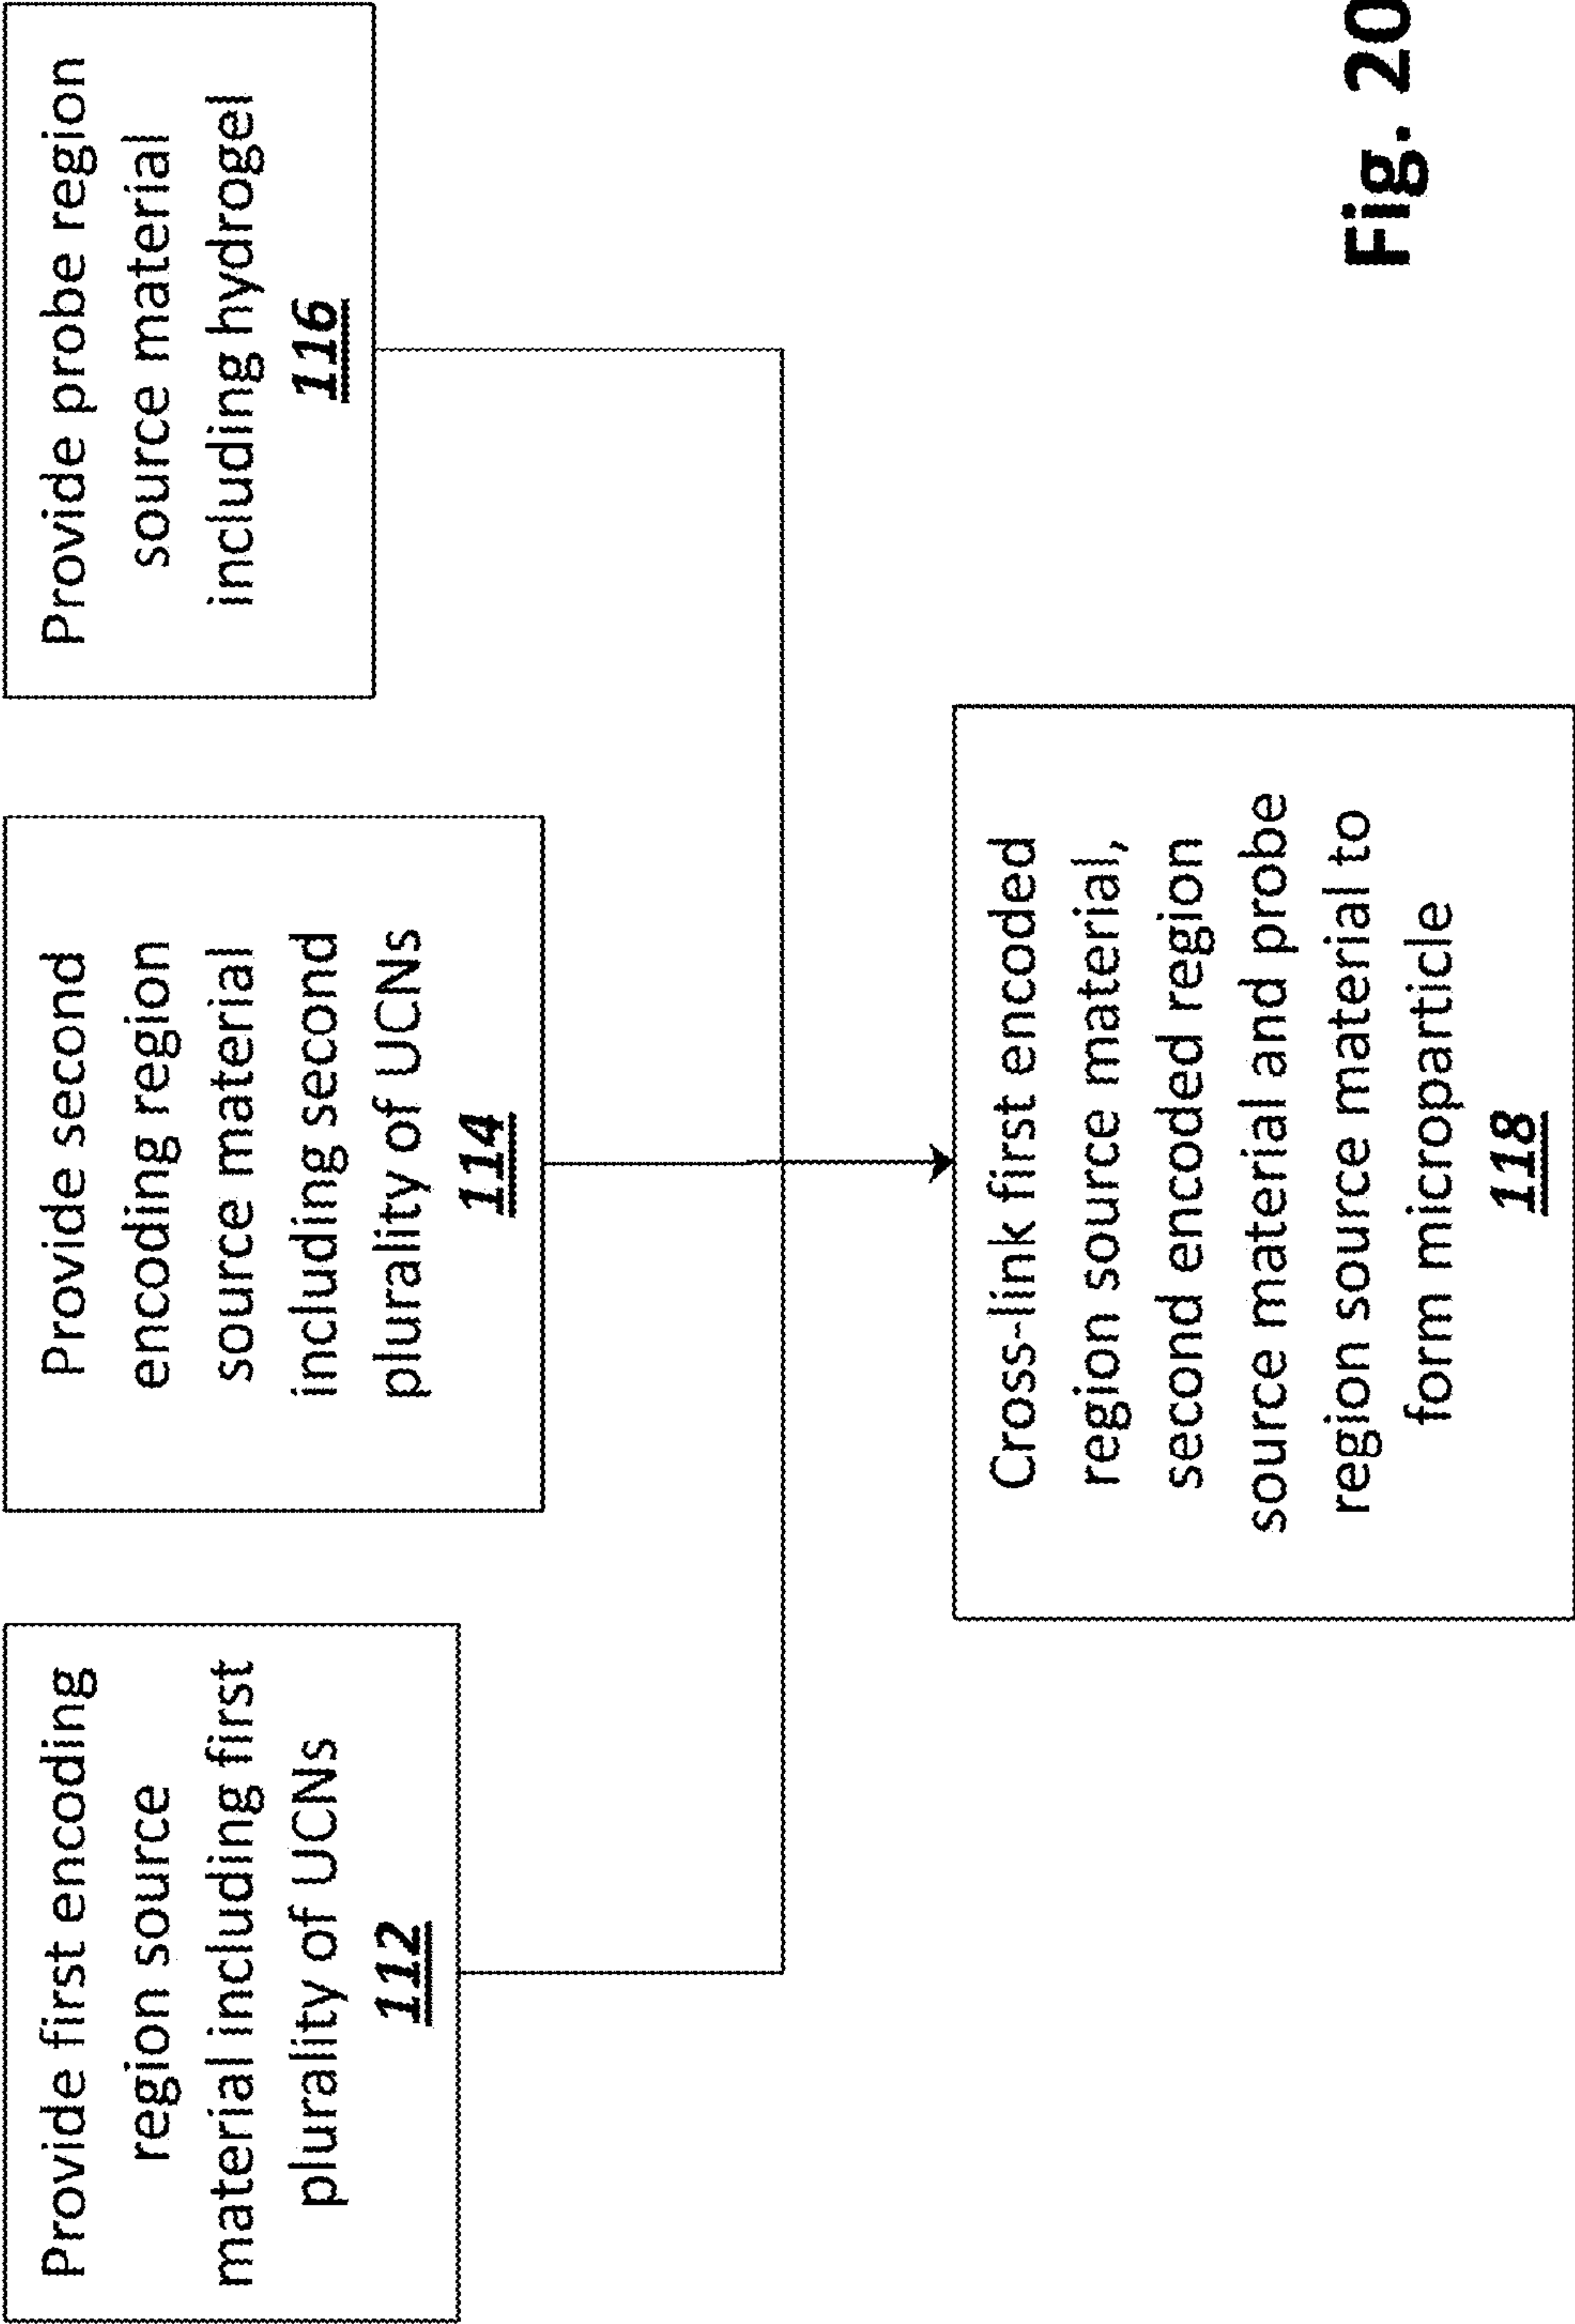 Provide first encoding
region source
material including first
plurality of UCNs
112
Provide second
encoding region
source material
including second
plurality of UCNs
114
Provide probe region
source material
including hydrogel
116
Cross-link first encoded
region source material,
second encoded region
source material and probe
region source material to
form microparticle
118
Fig. 20